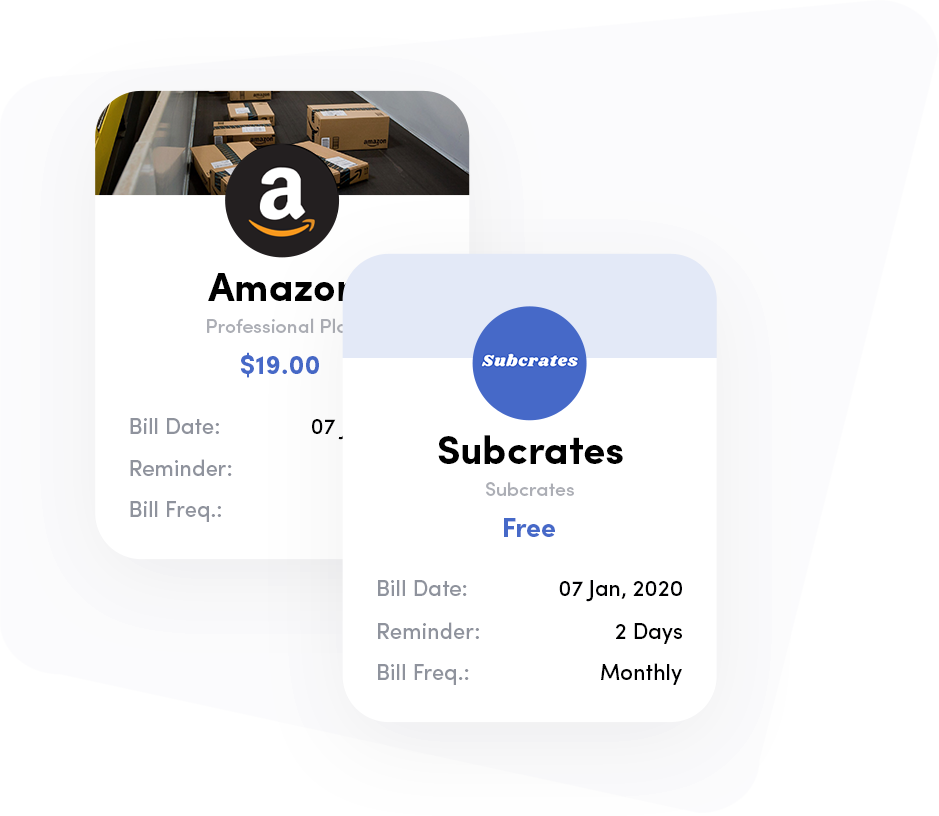 amazon
a
Amazon
Professional Pla
$19.00
Bill Date: 07 J
Reminder:
Bill Freq.:
Subcrates
Subcrates
Subcrates
Free
Bill Date: 07 Jan, 2020
Reminder: 2 Days
Bill Freq.: Monthly